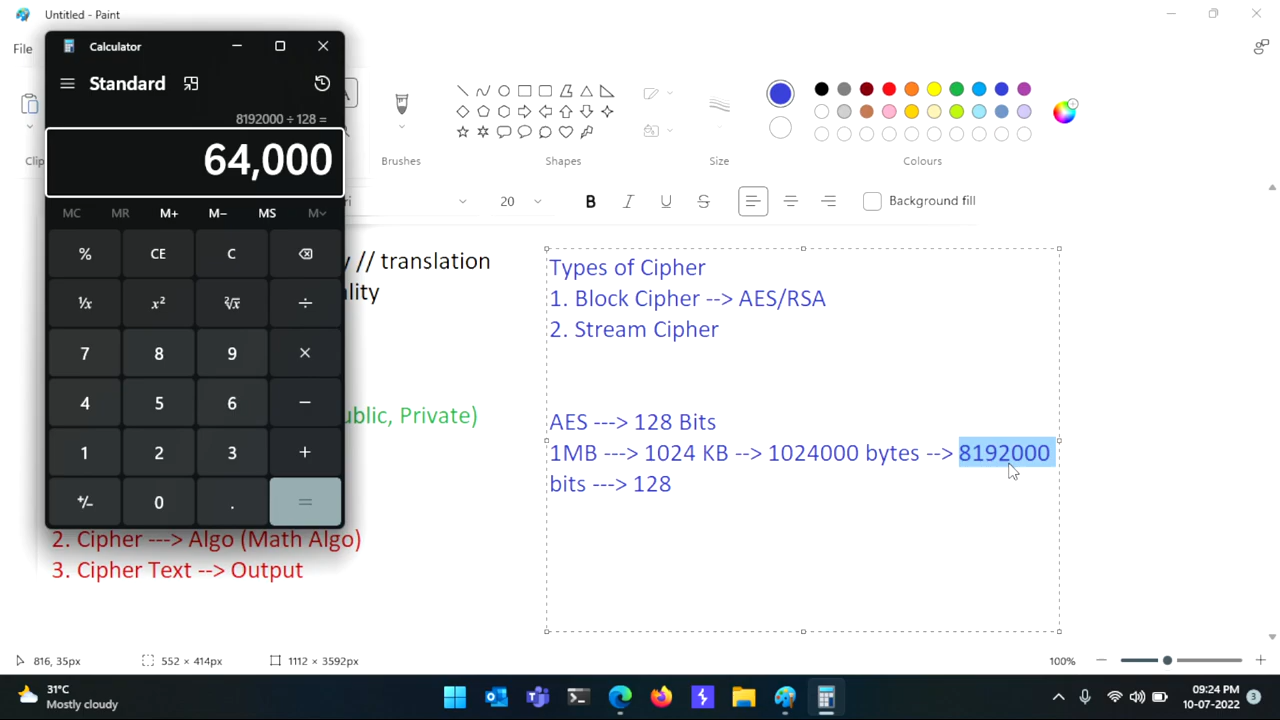 Untitled - Paint
File
Calculator
Standard
8192000 ÷ 128 =
64,000
MC MR M+ M− MS M
% CE C
¹/x x² ²√x ÷
7 8 9 ×
4 5 6 −
1 2 3 +
+/− 0 . =
Clip
Brushes
Shapes
Size
Colours
20 B I U S Background fill
y // translation
lity
ublic, Private)
2. Cipher ---> Algo (Math Algo)
3. Cipher Text --> Output
Types of Cipher
1. Block Cipher --> AES/RSA
2. Stream Cipher
AES ---> 128 Bits
1MB ---> 1024 KB --> 1024000 bytes --> 8192000
bits ---> 128
816, 35px 552 × 414px 1112 × 3592px 100%
31°C
Mostly cloudy
09:24 PM
10-07-2022
3